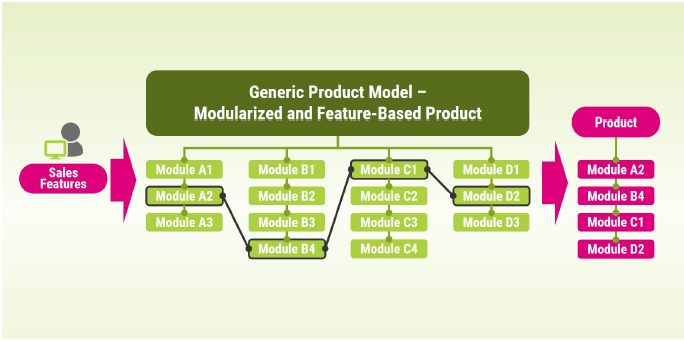 Generic Product Model –
Modularized and Feature-Based Product
Product
Sales
Features
Module A1
Module B1
Module C1
Module D1
Module A2
Module A2
Module B2
Module C2
Module D2
Module B4
Module A3
Module B3
Module C3
Module D3
Module C1
Module B4
Module C4
Module D2